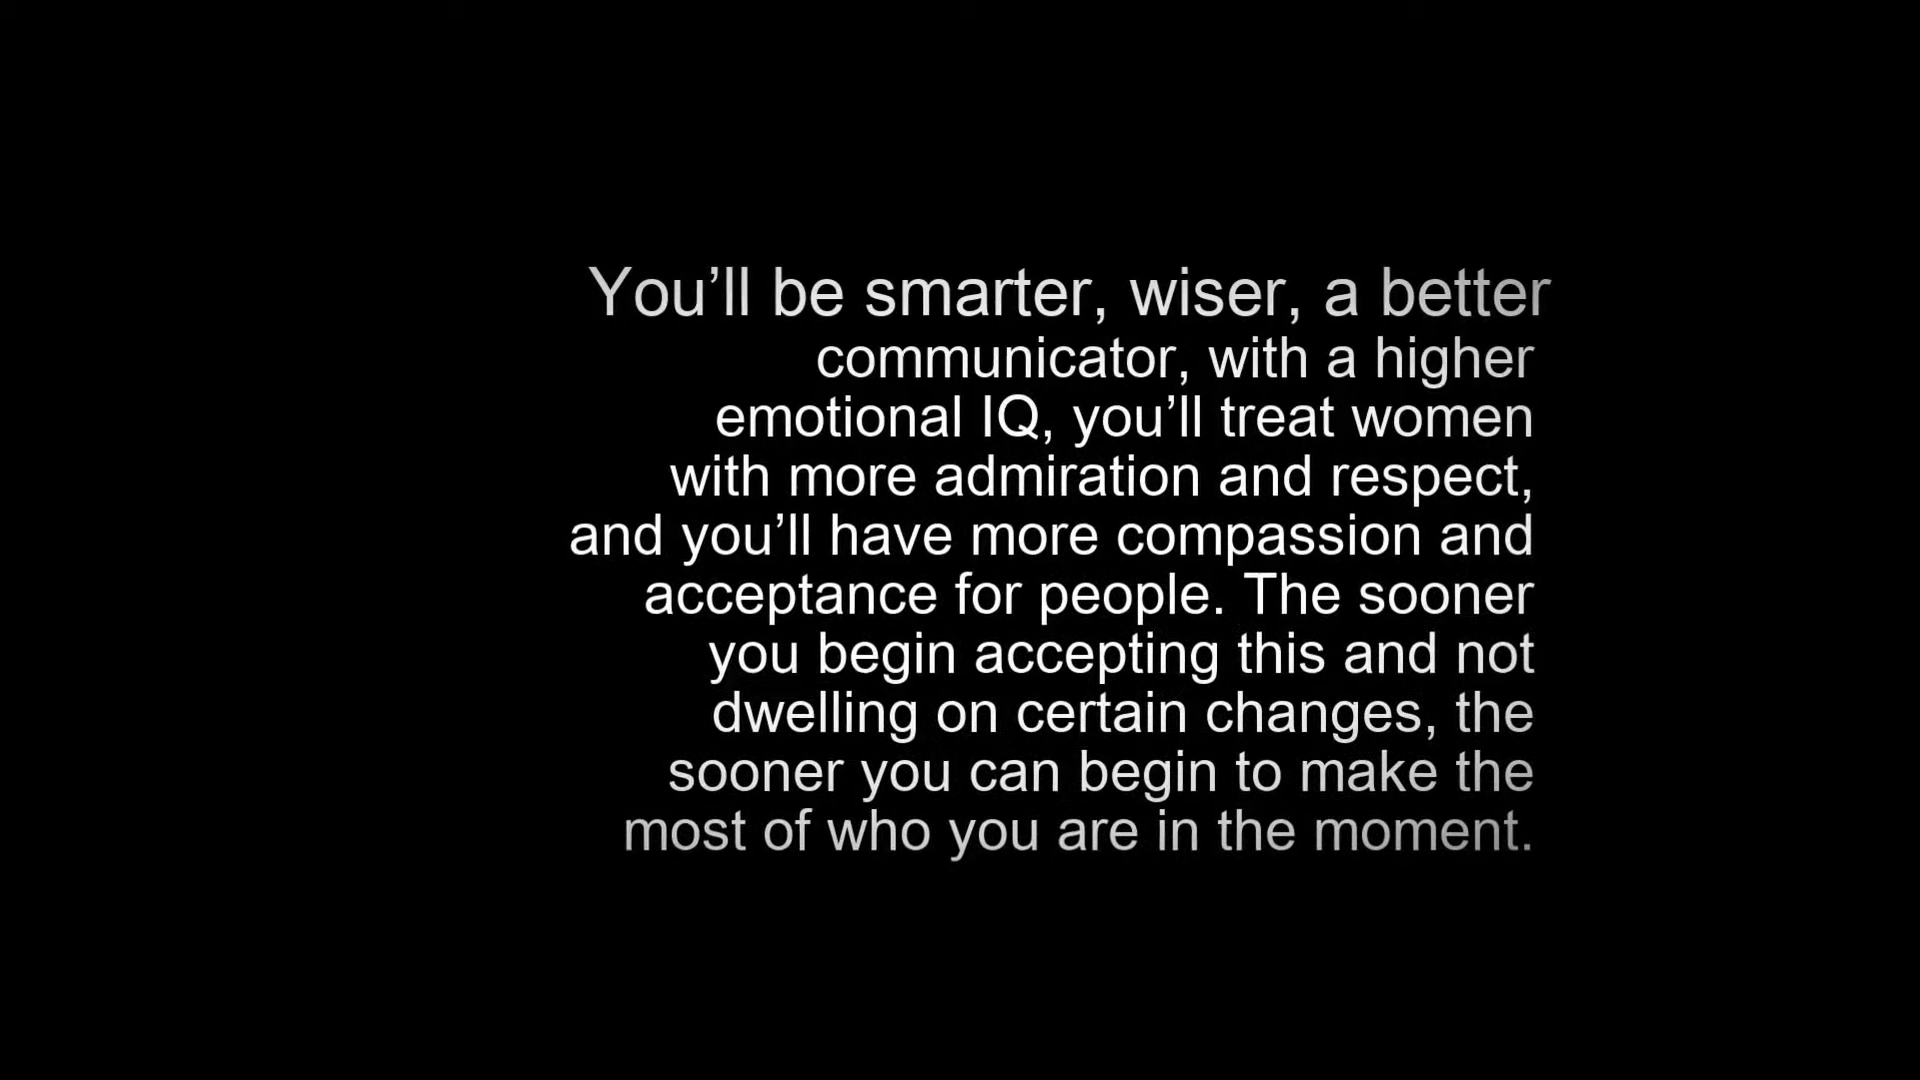 You’ll be smarter, wiser, a better
communicator, with a higher
emotional IQ, you’ll treat women
with more admiration and respect,
and you’ll have more compassion and
acceptance for people. The sooner
you begin accepting this and not
dwelling on certain changes, the
sooner you can begin to make the
most of who you are in the moment.